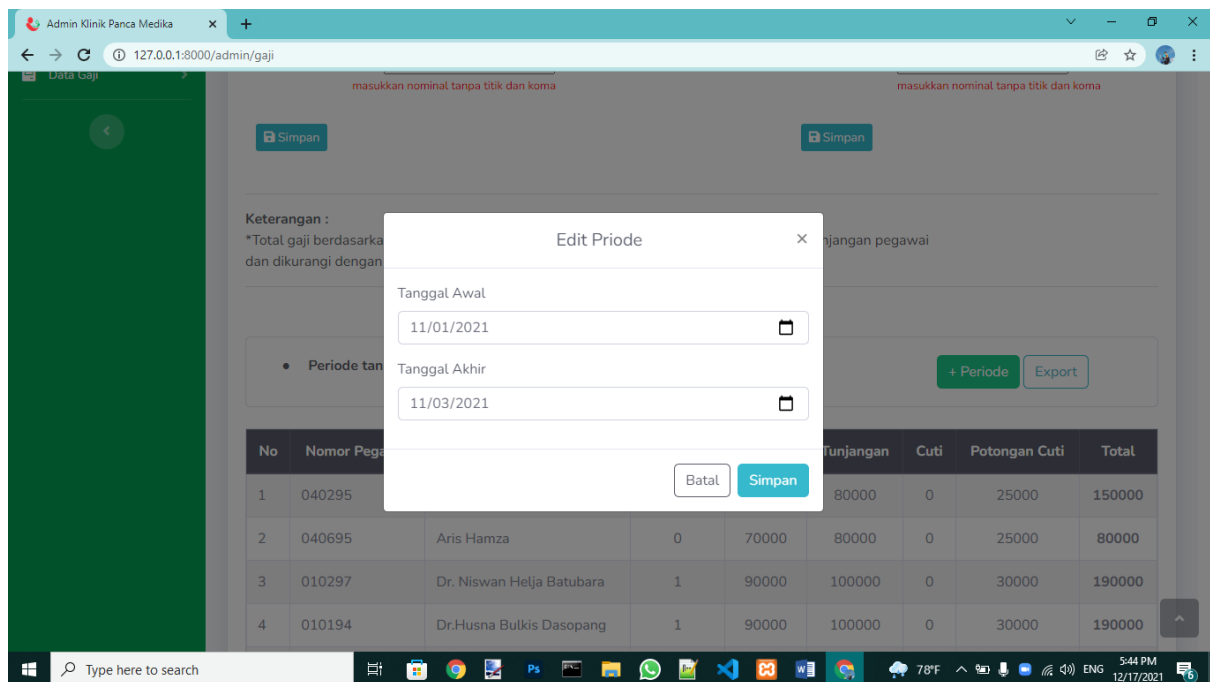 Admin Klinik Panca Medika
127.0.0.1:8000/admin/gaji
Data Gaji
masukkan nominal tanpa titik dan koma
masukkan nominal tanpa titik dan koma
Simpan
Simpan
Keterangan :
*Total gaji berdasarka
njangan pegawai
dan dikurangi dengan
Edit Priode
Tanggal Awal
11/01/2021
Tanggal Akhir
11/03/2021
Batal Simpan
Periode tan
+ Periode Export
No Nomor Pega Tunjangan Cuti Potongan Cuti Total
1 040295 80000 0 25000 150000
2 040695 Aris Hamza 0 70000 80000 0 25000 80000
3 010297 Dr. Niswan Helja Batubara 1 90000 100000 0 30000 190000
4 010194 Dr.Husna Bulkis Dasopang 1 90000 100000 0 30000 190000
Type here to search
Ps
78°F
ENG
5:44 PM
12/17/2021
6